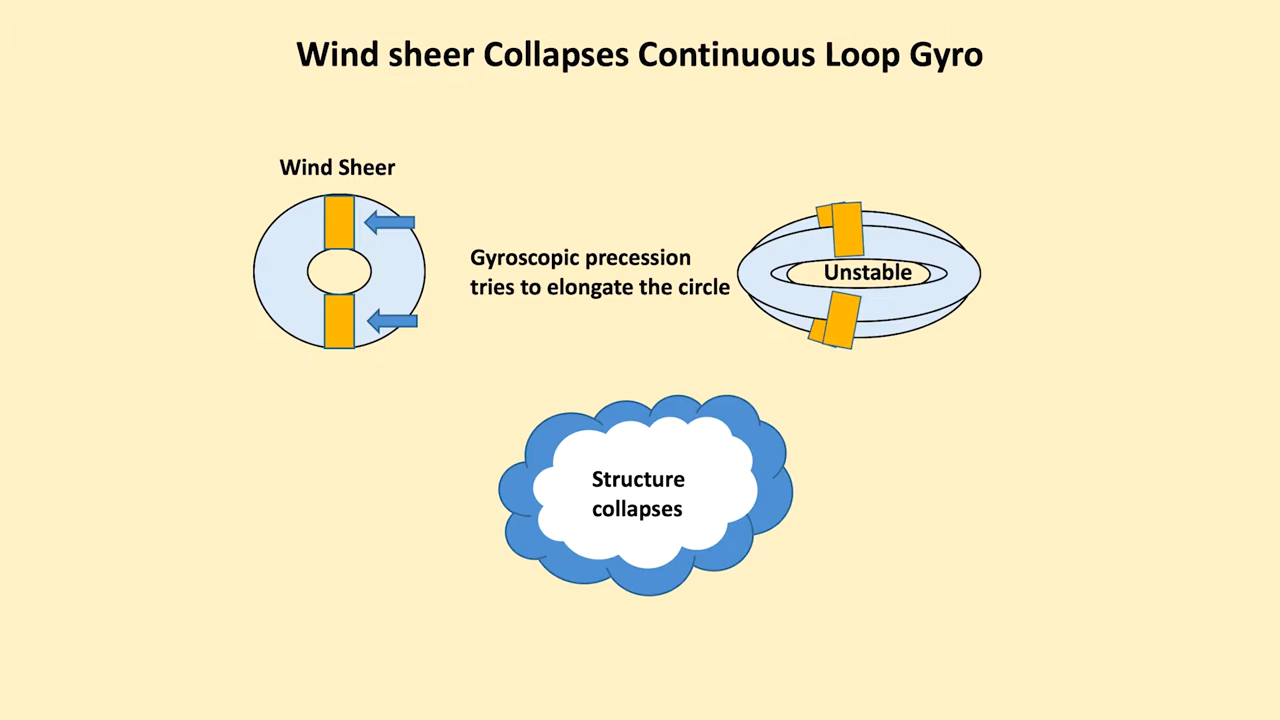 Wind sheer Collapses Continuous Loop Gyro
Wind Sheer
Gyroscopic precession
tries to elongate the circle
Unstable
Structure
collapses